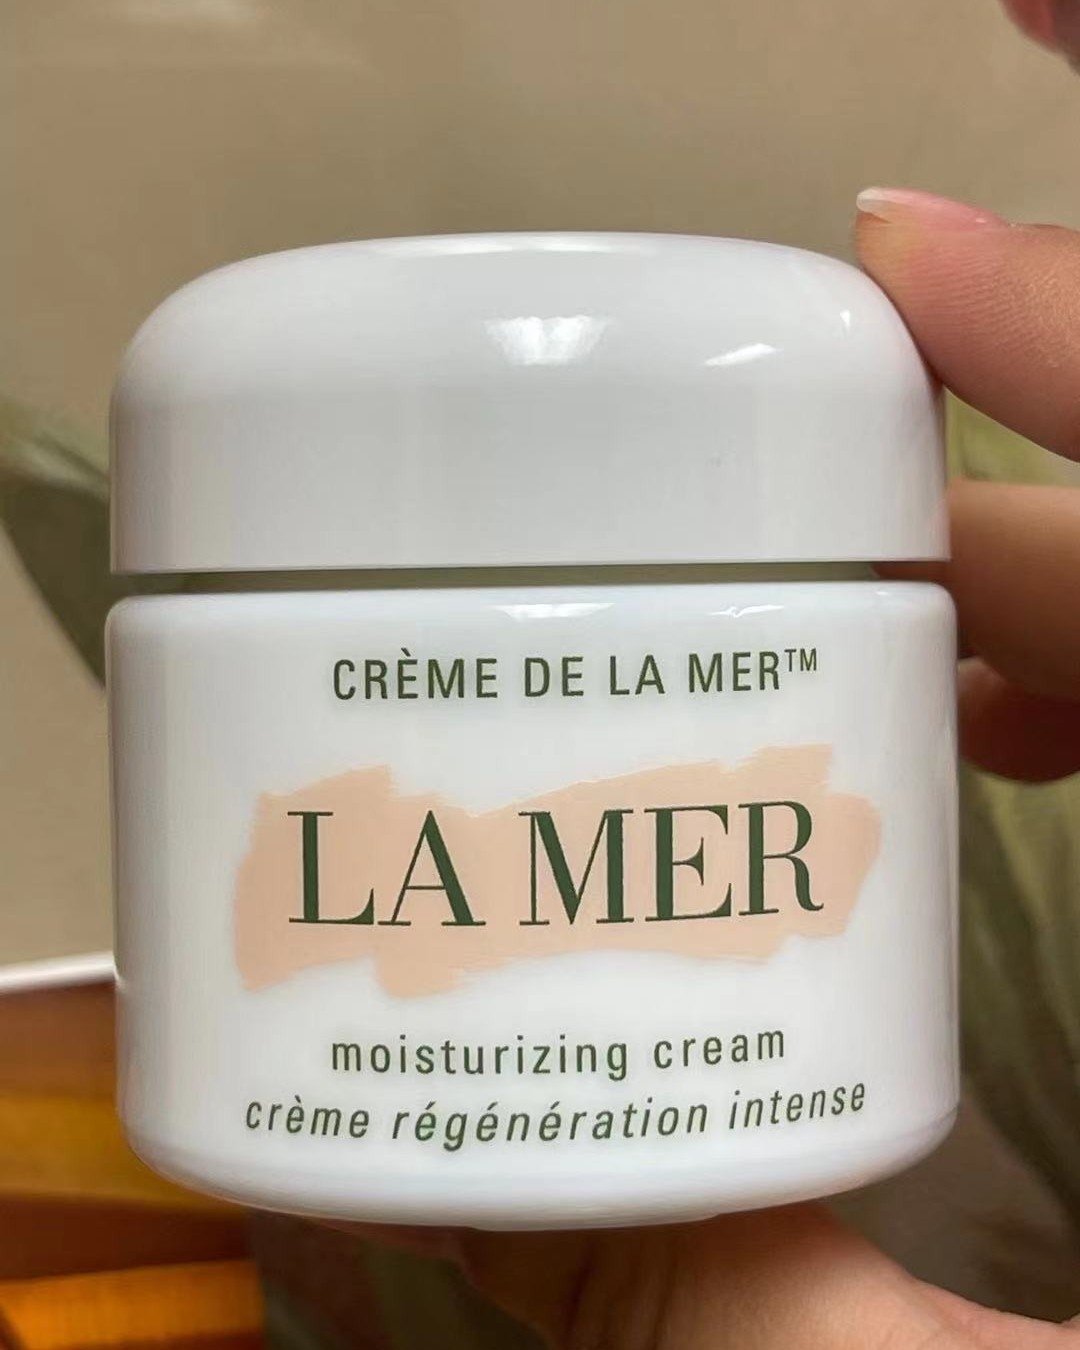 CRÈME DE LA MER™
LA MER
moisturizing cream
crème régénération intense